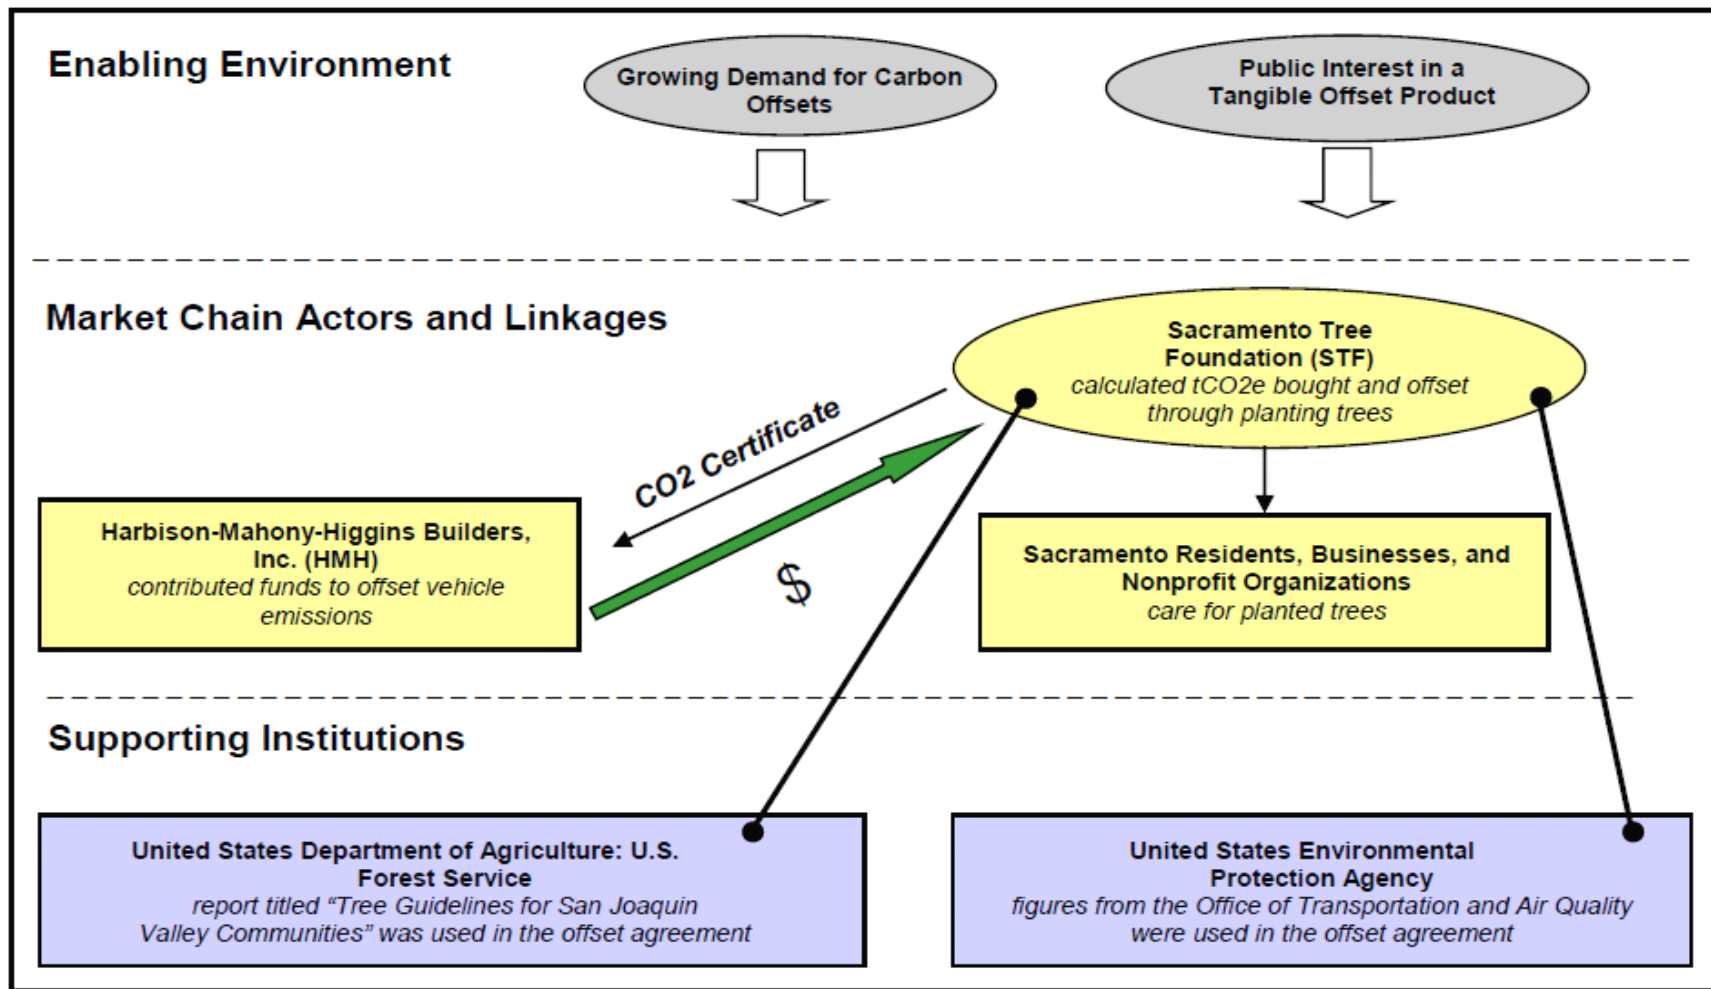 Enabling Environment
Growing Demand for Carbon
Offsets
Public Interest in a
Tangible Offset Product
Market Chain Actors and Linkages
Sacramento Tree
Foundation (STF)
calculated tCO2e bought and offset
through planting trees
CO2 Certificate
$
Harbison-Mahony-Higgins Builders,
Inc. (HMH)
contributed funds to offset vehicle
emissions
Sacramento Residents, Businesses, and
Nonprofit Organizations
care for planted trees
Supporting Institutions
United States Department of Agriculture: U.S.
Forest Service
report titled “Tree Guidelines for San Joaquin
Valley Communities” was used in the offset agreement
United States Environmental
Protection Agency
figures from the Office of Transportation and Air Quality
were used in the offset agreement